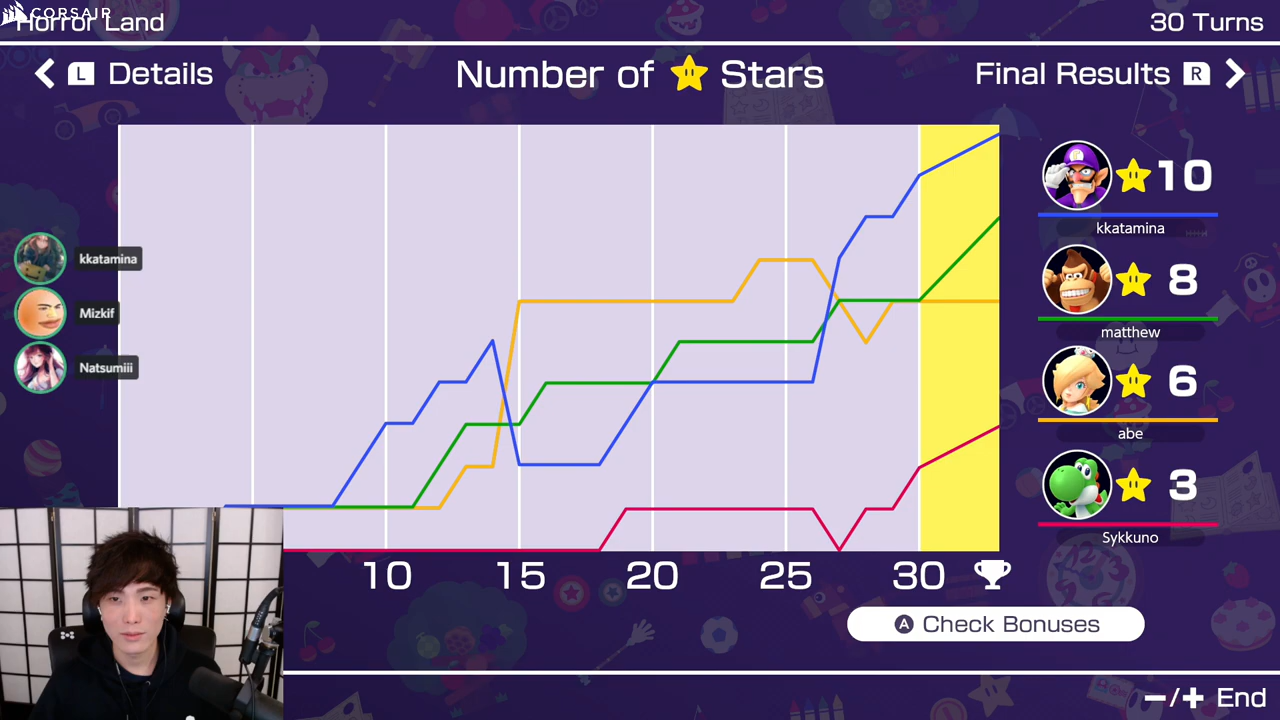 CORSAIR
Horror Land
30 Turns
L Details
Number of Stars
Final Results R
10
kkatamina
8
matthew
6
abe
3
Sykkuno
kkatamina
Mizkif
Natsumiii
10 15 20 25 30
A Check Bonuses
−/+ End